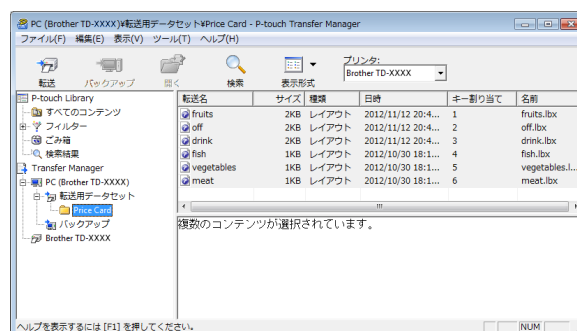 PC (Brother TD-XXXX)¥転送用データセット¥Price Card - P-touch Transfer Manager
ファイル(F) 編集(E) 表示(V) ツール(T) ヘルプ(H)
転送 バックアップ 開く 検索 表示形式 プリンタ:
Brother TD-XXXX
P-touch Library
すべてのコンテンツ
フィルター
ごみ箱
検索結果
Transfer Manager
PC (Brother TD-XXXX)
転送用データセット
Price Card
バックアップ
Brother TD-XXXX
転送名 サイズ 種類 日時 キー割り当て 名前
fruits 2KB レイアウト 2012/11/12 20:4... 1 fruits.lbx
off 2KB レイアウト 2012/11/12 20:4... 2 off.lbx
drink 2KB レイアウト 2012/11/12 20:4... 3 drink.lbx
fish 1KB レイアウト 2012/10/30 18:1... 4 fish.lbx
vegetables 1KB レイアウト 2012/10/30 18:1... 5 vegetables.l...
meat 1KB レイアウト 2012/10/30 18:1... 6 meat.lbx
複数のコンテンツが選択されています。
ヘルプを表示するには [F1] を押してください。 NUM